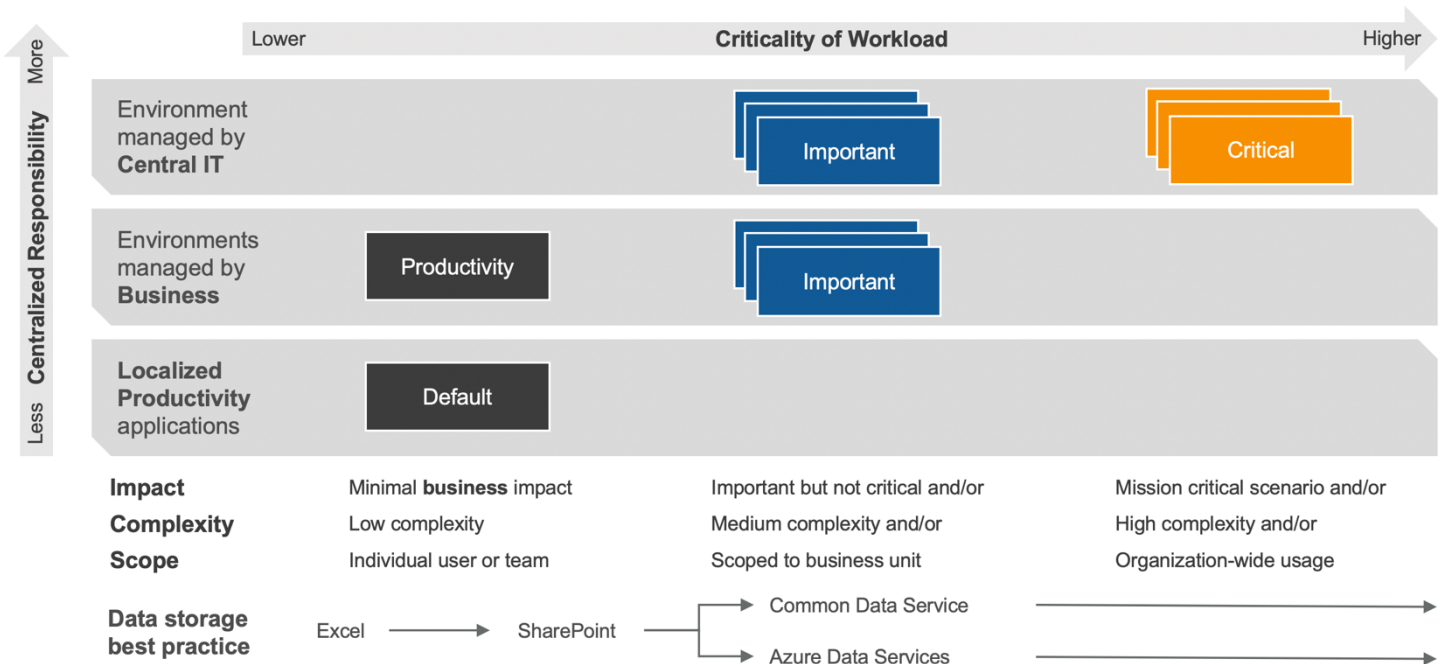 Lower
Criticality of Workload
Higher
More
Centralized Responsibility
Less
Environment
managed by
Central IT
Important
Critical
Environments
managed by
Business
Productivity
Important
Localized
Productivity
applications
Default
Impact
Minimal business impact
Important but not critical and/or
Mission critical scenario and/or
Complexity
Low complexity
Medium complexity and/or
High complexity and/or
Scope
Individual user or team
Scoped to business unit
Organization-wide usage
Data storage
best practice
Excel
SharePoint
Common Data Service
Azure Data Services